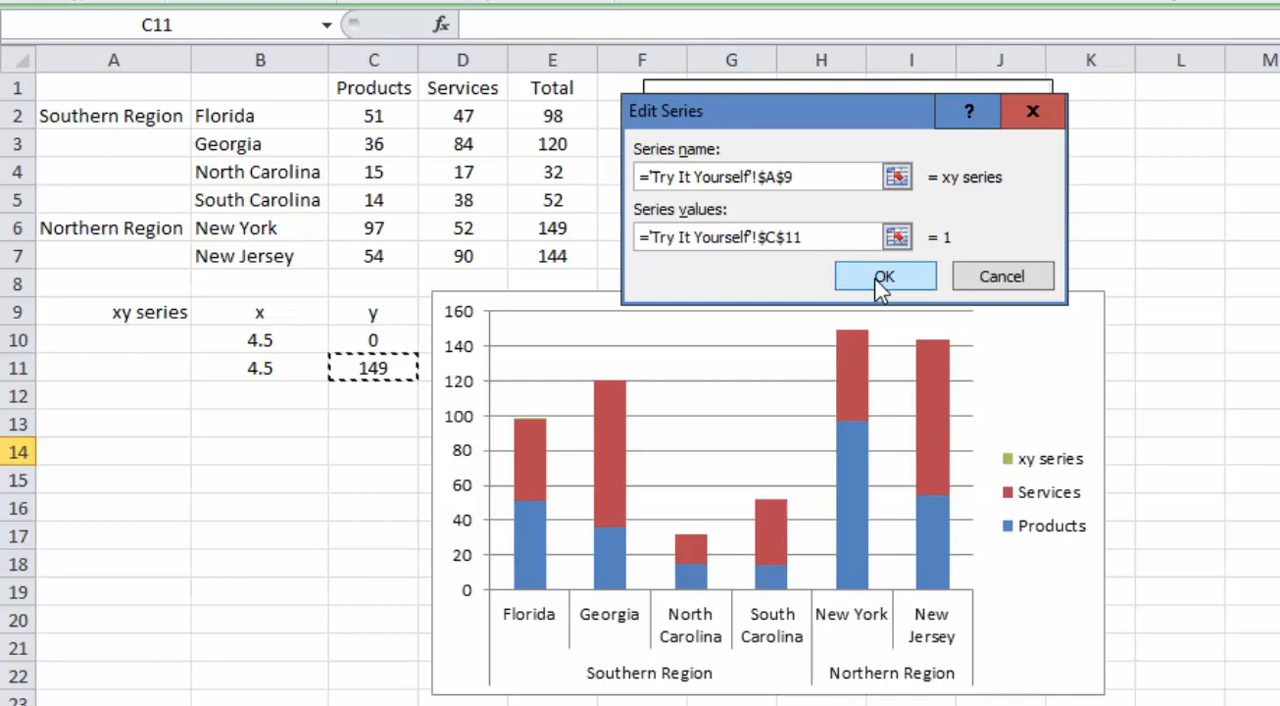 C11 fx
A B C D E F G H I J K L M
1 Products Services Total
2 Southern Region Florida 51 47 98
3 Georgia 36 84 120
4 North Carolina 15 17 32
5 South Carolina 14 38 52
6 Northern Region New York 97 52 149
7 New Jersey 54 90 144
8
9 xy series x y
10 4.5 0
11 4.5 149
12
13
14
15
16
17
18
19
20
21
22
23
Edit Series ? X
Series name:
='Try It Yourself'!$A$9 = xy series
Series values:
='Try It Yourself'!$C$11 = 1
OK Cancel
160
140
120
100
80
60
40
20
0
xy series
Services
Products
Florida Georgia North Carolina South Carolina New York New Jersey
Southern Region Northern Region